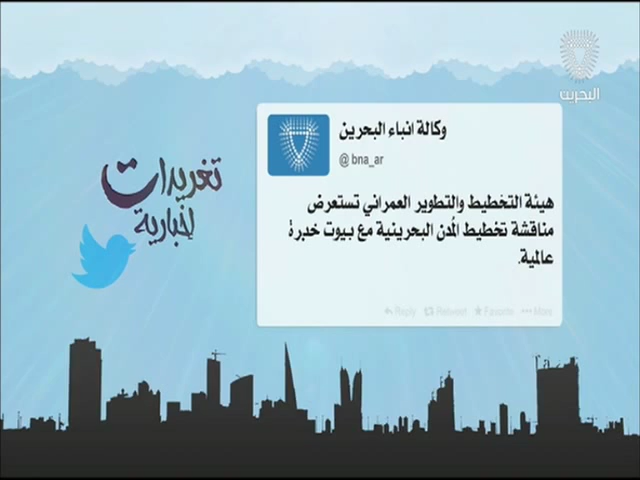 البحرين
وكالة انباء البحرين
@bna_ar
تغريدات
إخبارية
هيئة التخطيط والتطوير العمراني تستعرض
مناقشة تخطيط المدن البحرينية مع بيوت خبرة
عالمية.
Reply Retweet Favorite More